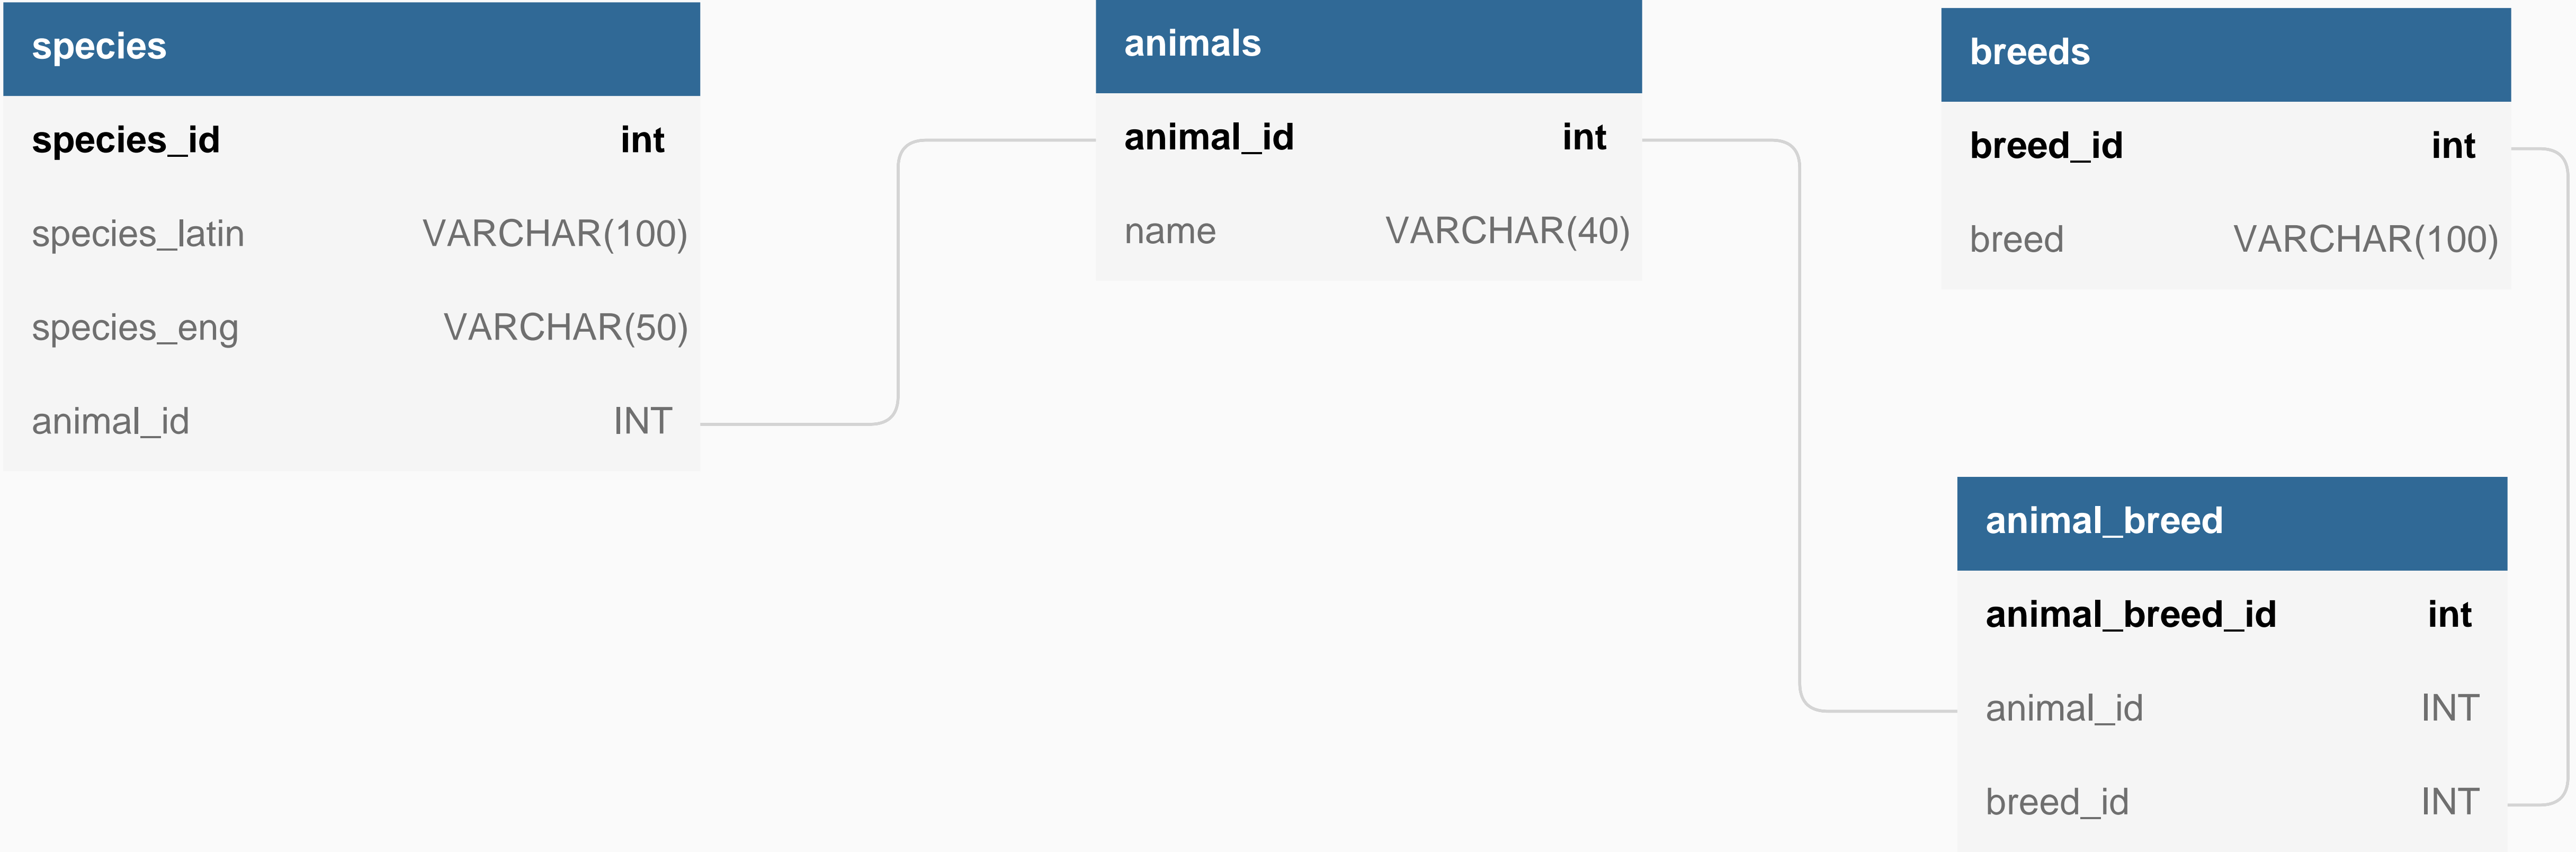 species
species_id int
species_latin VARCHAR(100)
species_eng VARCHAR(50)
animal_id INT
animals
animal_id int
name VARCHAR(40)
breeds
breed_id int
breed VARCHAR(100)
animal_breed
animal_breed_id int
animal_id INT
breed_id INT